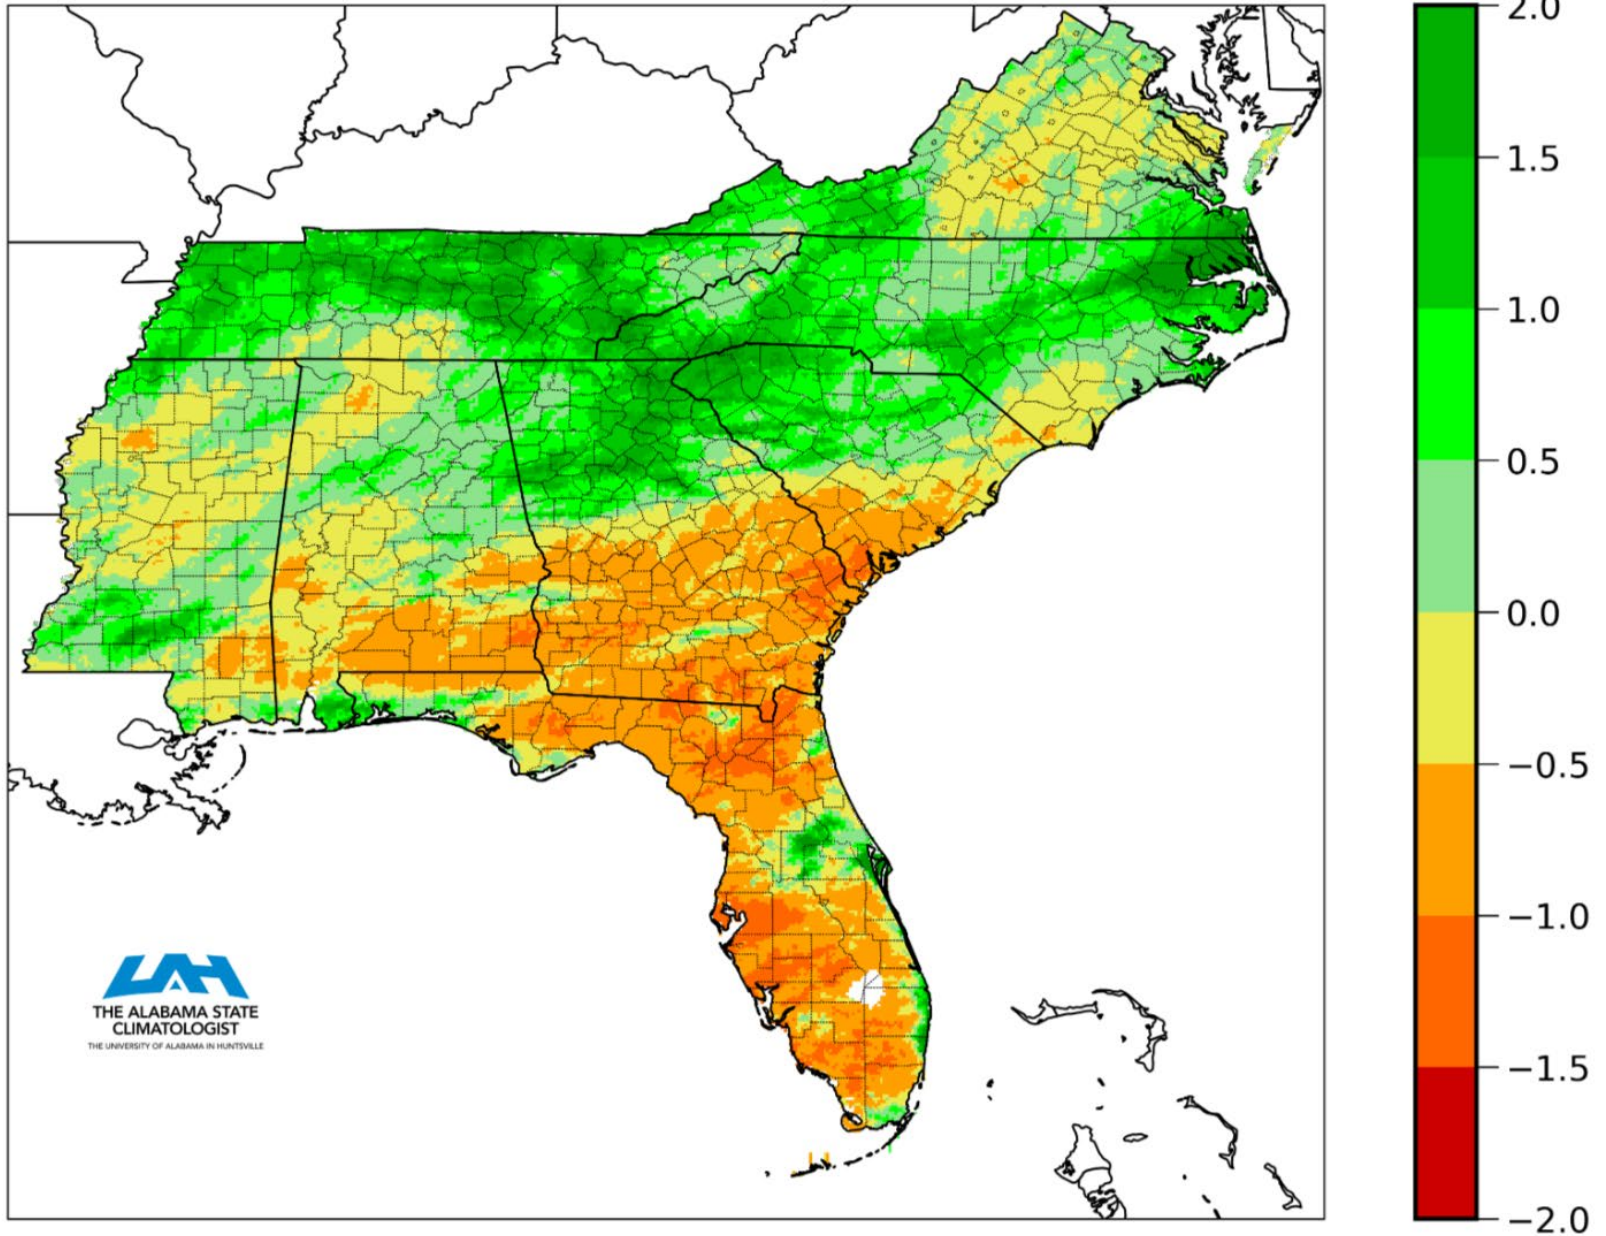 2.0
1.5
1.0
0.5
0.0
−0.5
−1.0
−1.5
−2.0
UAH
THE ALABAMA STATE
CLIMATOLOGIST
THE UNIVERSITY OF ALABAMA IN HUNTSVILLE